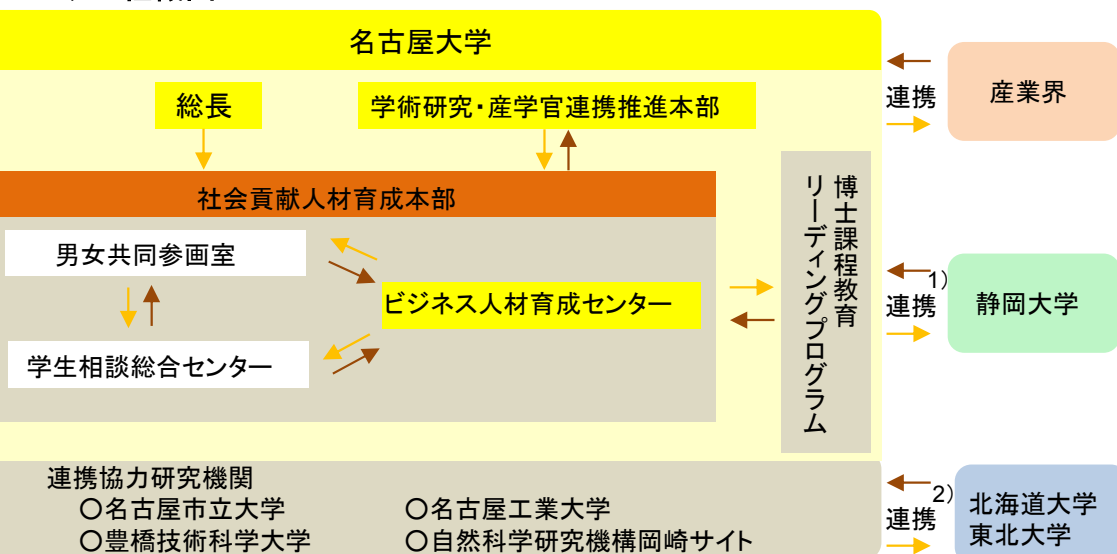 名古屋大学
総長
学術研究・産学官連携推進本部
社会貢献人材育成本部
男女共同参画室
ビジネス人材育成センター
学生相談総合センター
博士課程教育
リーディングプログラム
連携
産業界
1)
連携
静岡大学
2)
連携
北海道大学
東北大学
連携協力研究機関
〇名古屋市立大学
〇名古屋工業大学
〇豊橋技術科学大学
〇自然科学研究機構岡崎サイト